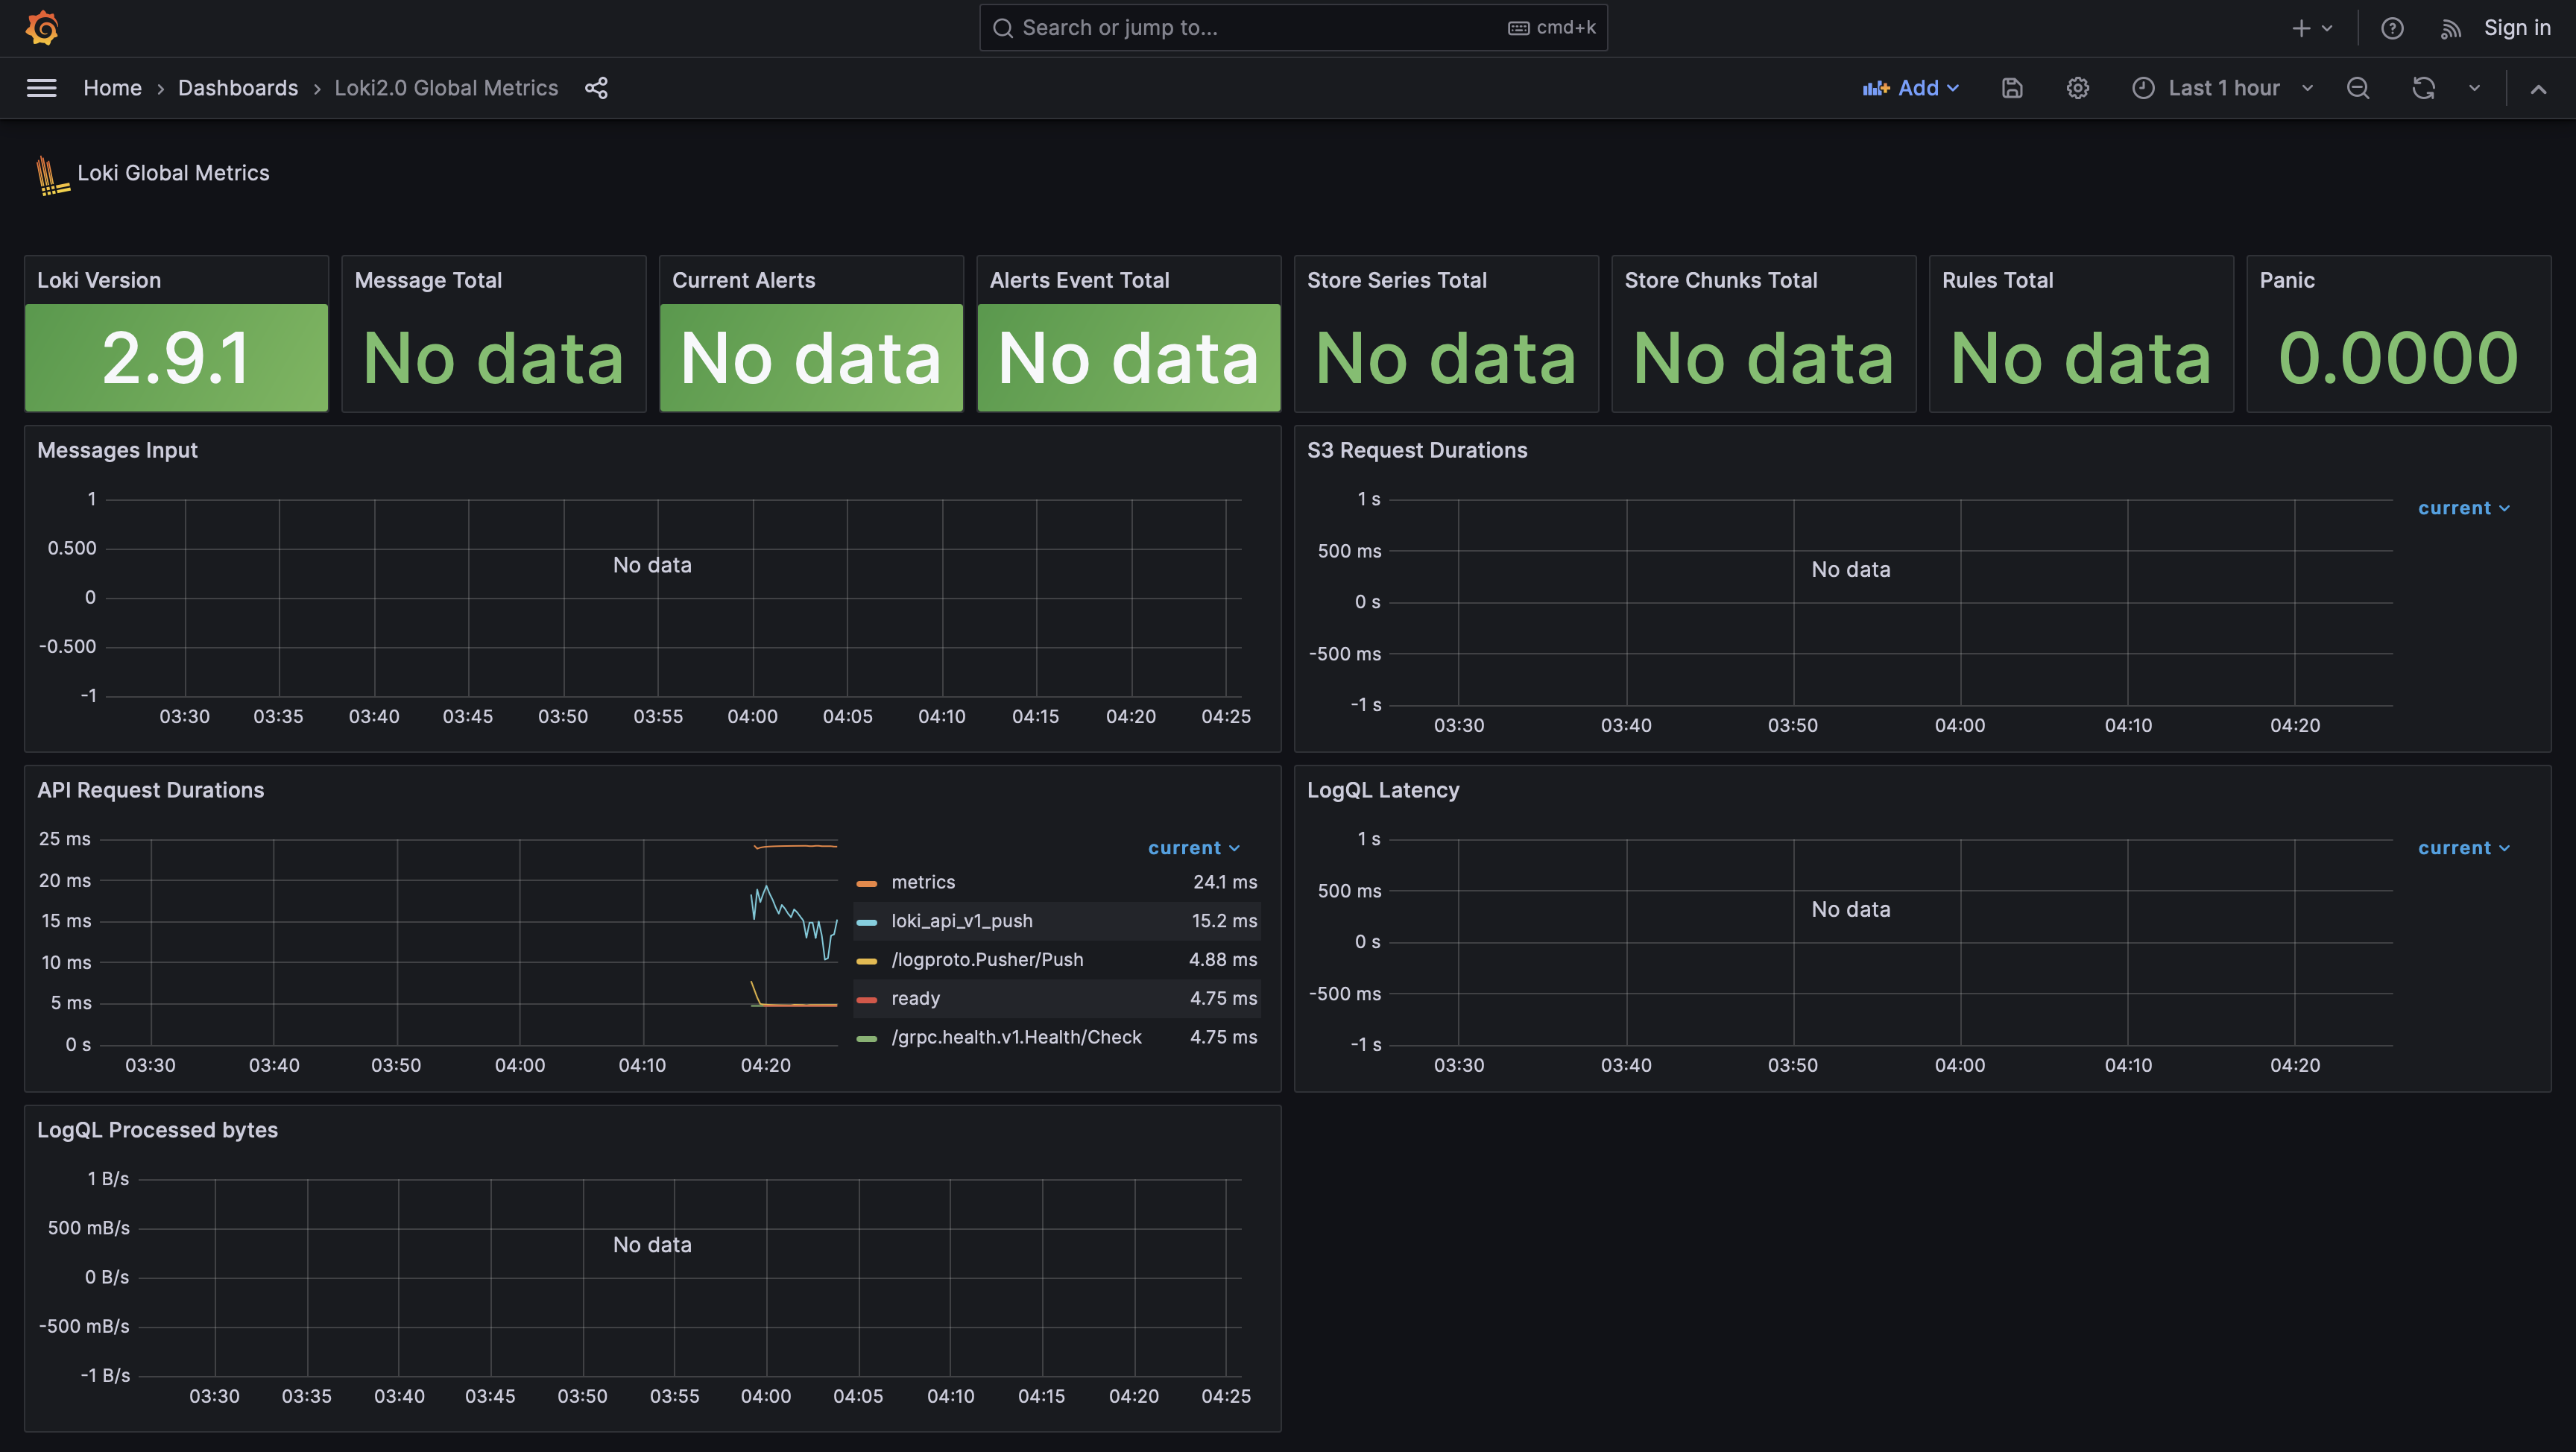 Search or jump to... cmd+k Sign in
Home › Dashboards › Loki2.0 Global Metrics Add Last 1 hour
Loki Global Metrics
Loki Version
2.9.1
Message Total
No data
Current Alerts
No data
Alerts Event Total
No data
Store Series Total
No data
Store Chunks Total
No data
Rules Total
No data
Panic
0.0000
Messages Input
1
0.500
0
-0.500
-1
No data
03:30 03:35 03:40 03:45 03:50 03:55 04:00 04:05 04:10 04:15 04:20 04:25
S3 Request Durations
1 s
500 ms
0 s
-500 ms
-1 s
No data
03:30 03:40 03:50 04:00 04:10 04:20
current
API Request Durations
25 ms
20 ms
15 ms
10 ms
5 ms
0 s
03:30 03:40 03:50 04:00 04:10 04:20
current
metrics 24.1 ms
loki_api_v1_push 15.2 ms
/logproto.Pusher/Push 4.88 ms
ready 4.75 ms
/grpc.health.v1.Health/Check 4.75 ms
LogQL Latency
1 s
500 ms
0 s
-500 ms
-1 s
No data
03:30 03:40 03:50 04:00 04:10 04:20
current
LogQL Processed bytes
1 B/s
500 mB/s
0 B/s
-500 mB/s
-1 B/s
No data
03:30 03:35 03:40 03:45 03:50 03:55 04:00 04:05 04:10 04:15 04:20 04:25